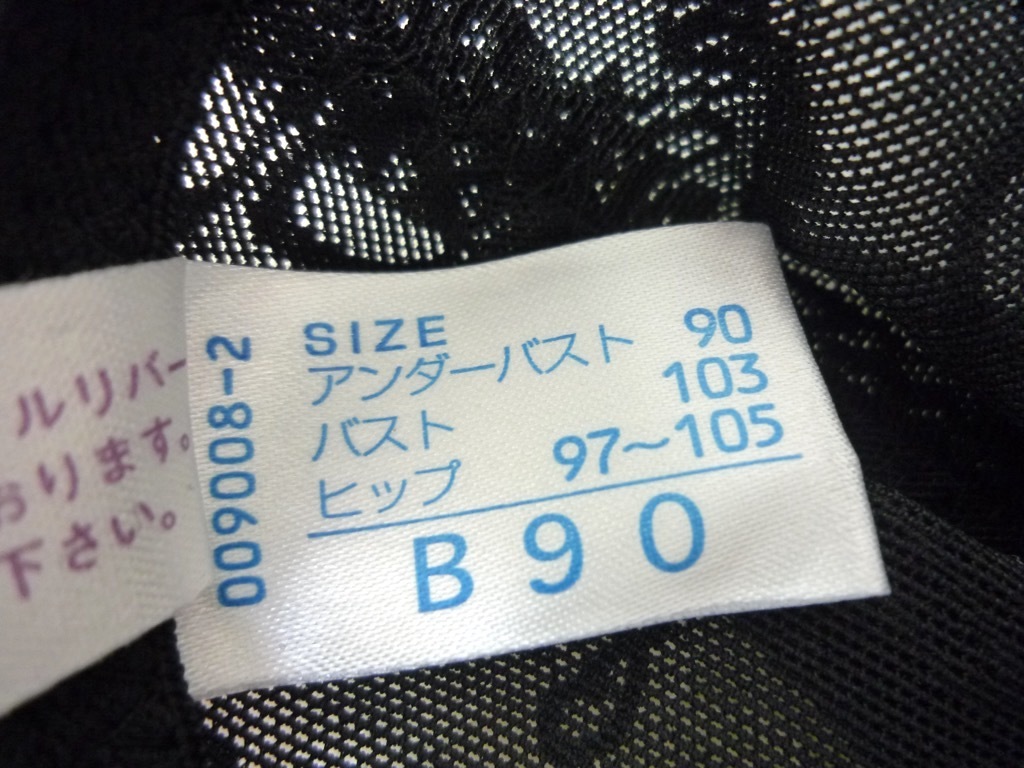 ルリバー
おります。
下さい。
009008-2
SIZE
アンダーバスト 90
バスト 103
ヒップ 97～105
B90